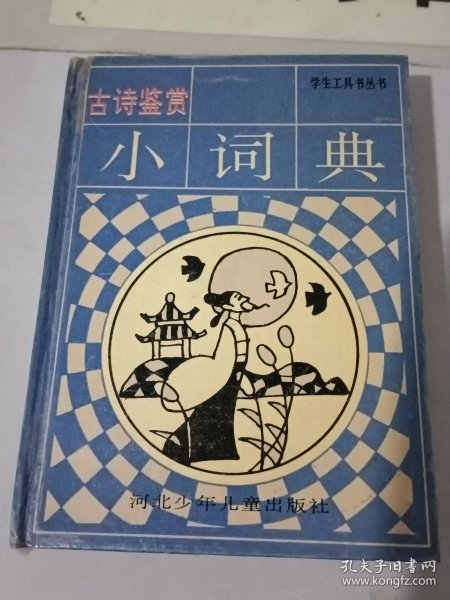 学生工具书丛书
古诗鉴赏
小词典
河北少年儿童出版社
孔夫子旧书网
www.kongfz.com